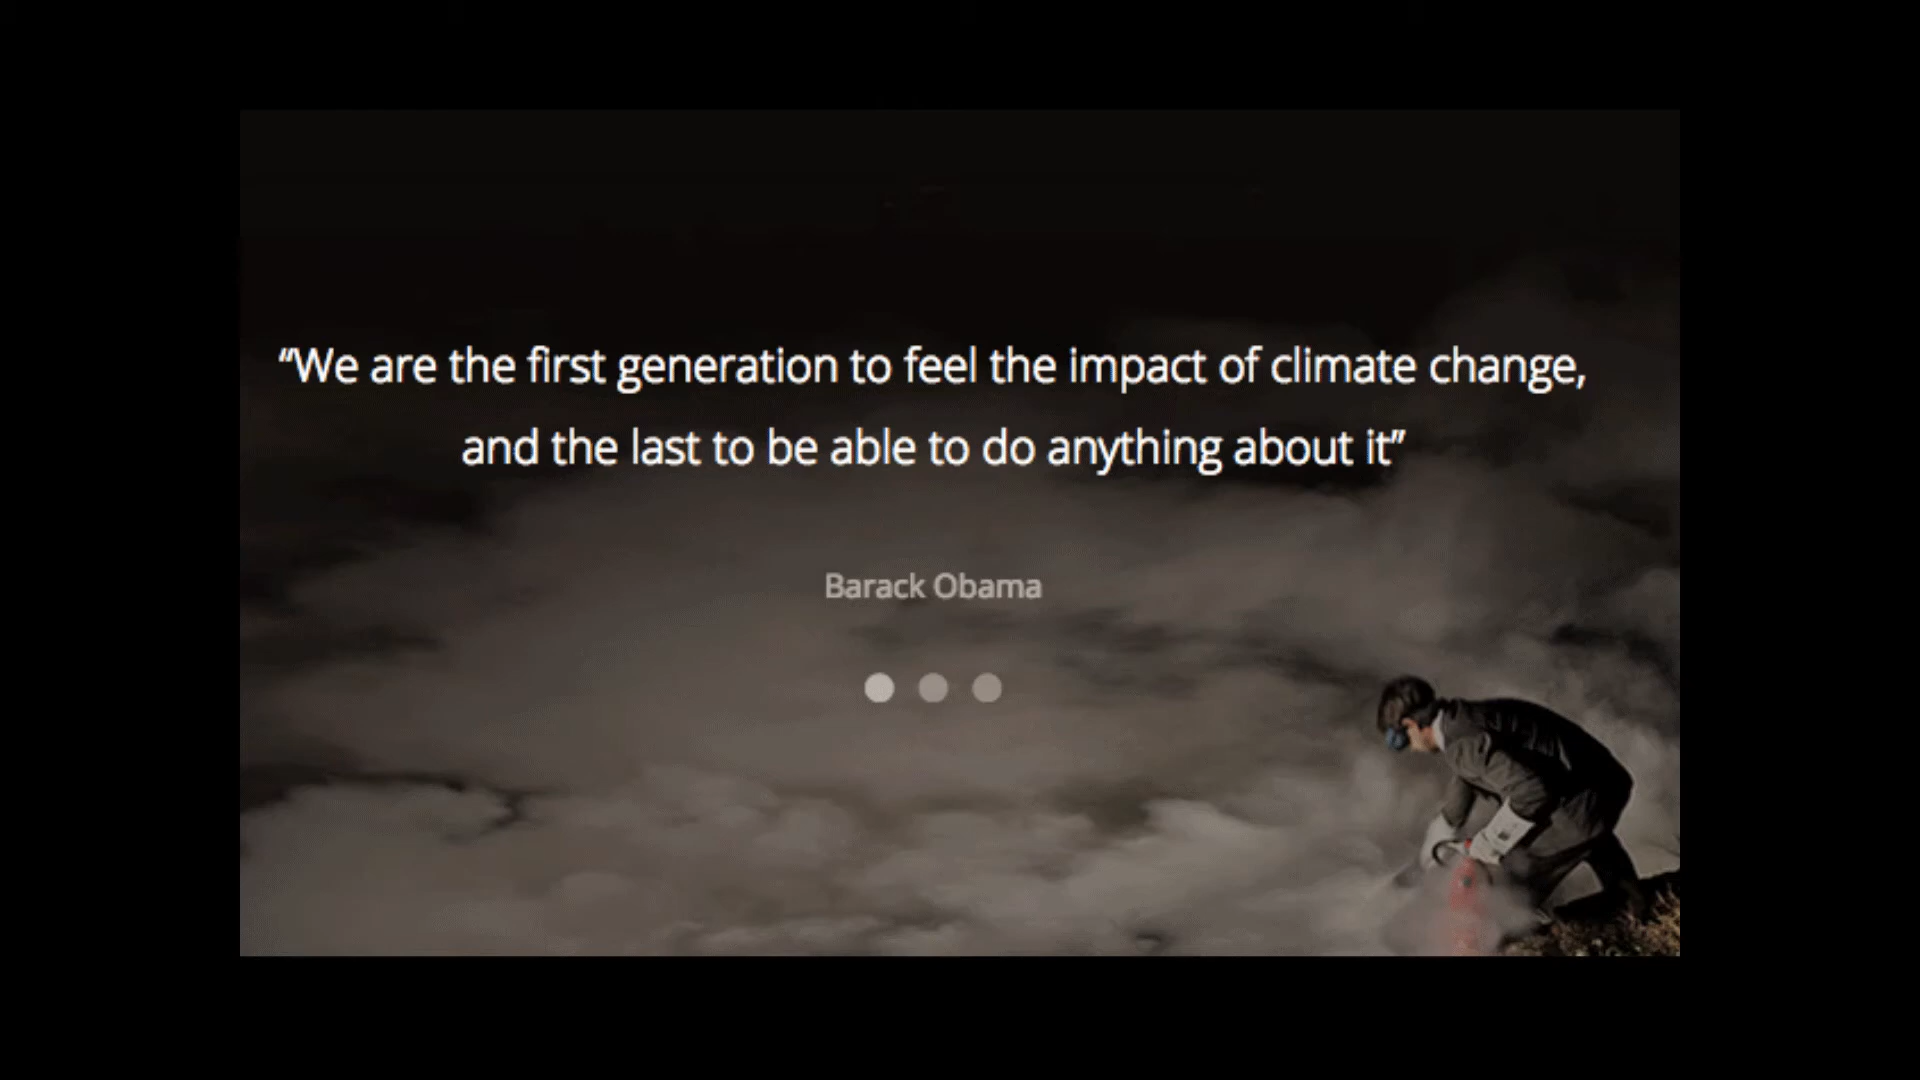 “We are the first generation to feel the impact of climate change,
and the last to be able to do anything about it”
Barack Obama